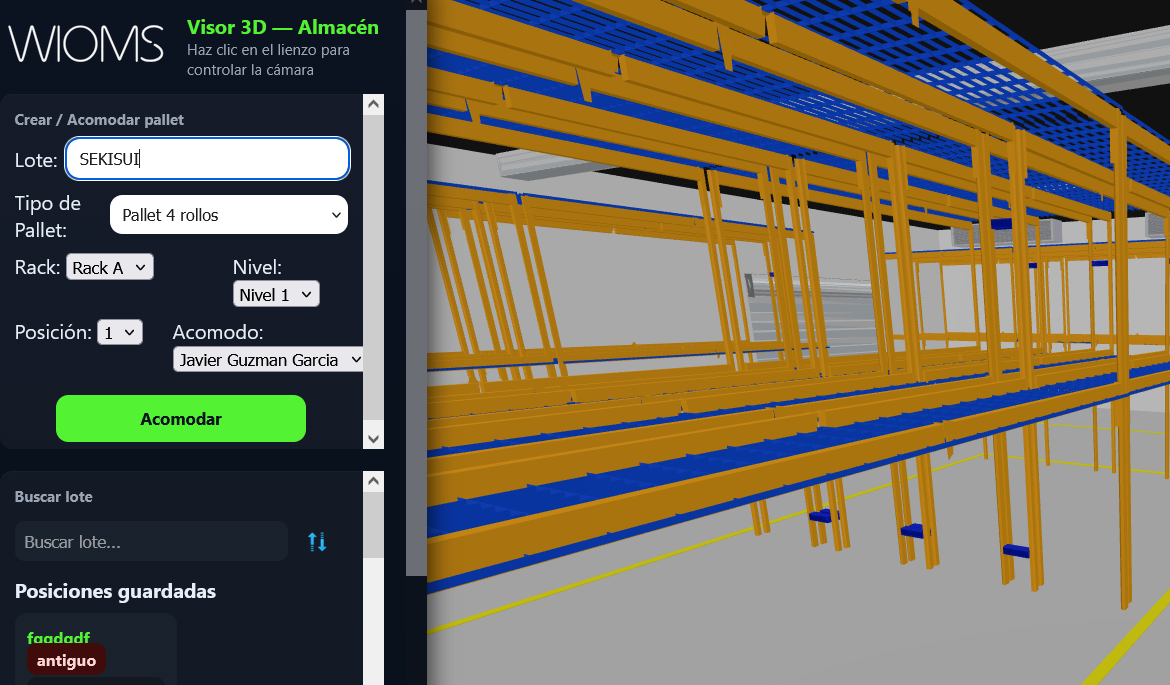 WIOMS
Visor 3D — Almacén
Haz clic en el lienzo para
controlar la cámara
Crear / Acomodar pallet
Lote: SEKISUI
Tipo de
Pallet:
Pallet 4 rollos
Rack: Rack A
Nivel:
Nivel 1
Posición: 1
Acomodo:
Javier Guzman Garcia
Acomodar
Buscar lote
Buscar lote...
Posiciones guardadas
fggdgdf
antiguo